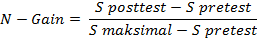 N − Gain = S posttest − S pretest
S maksimal − S pretest